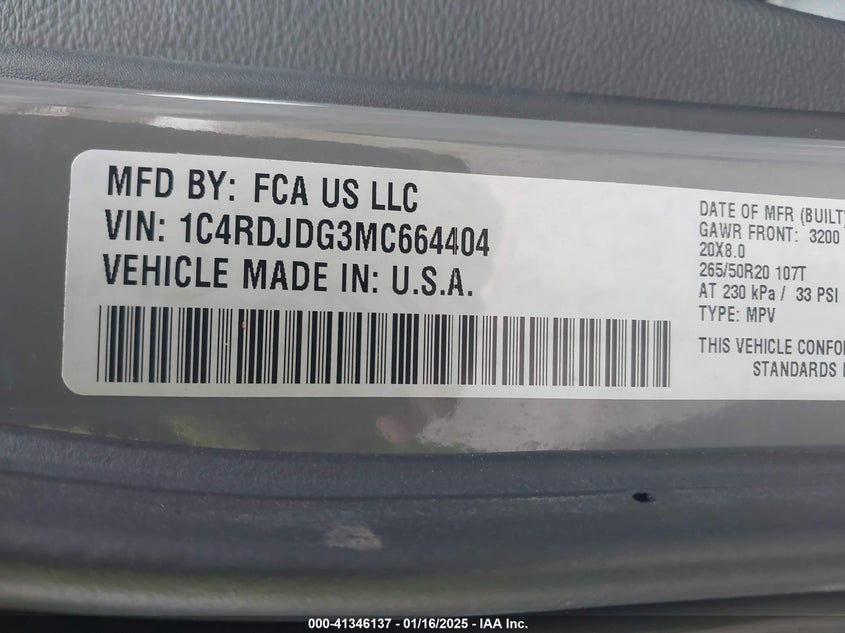 MFD BY: FCA US LLC
VIN: 1C4RDJDG3MC664404
VEHICLE MADE IN: U.S.A.
DATE OF MFR (BUILT)
GAWR FRONT: 3200
20X8.0
265/50R20 107T
AT 230 kPa / 33 PSI
TYPE: MPV
THIS VEHICLE CONFO
STANDARDS
000-41346137 - 01/16/2025 - IAA Inc.